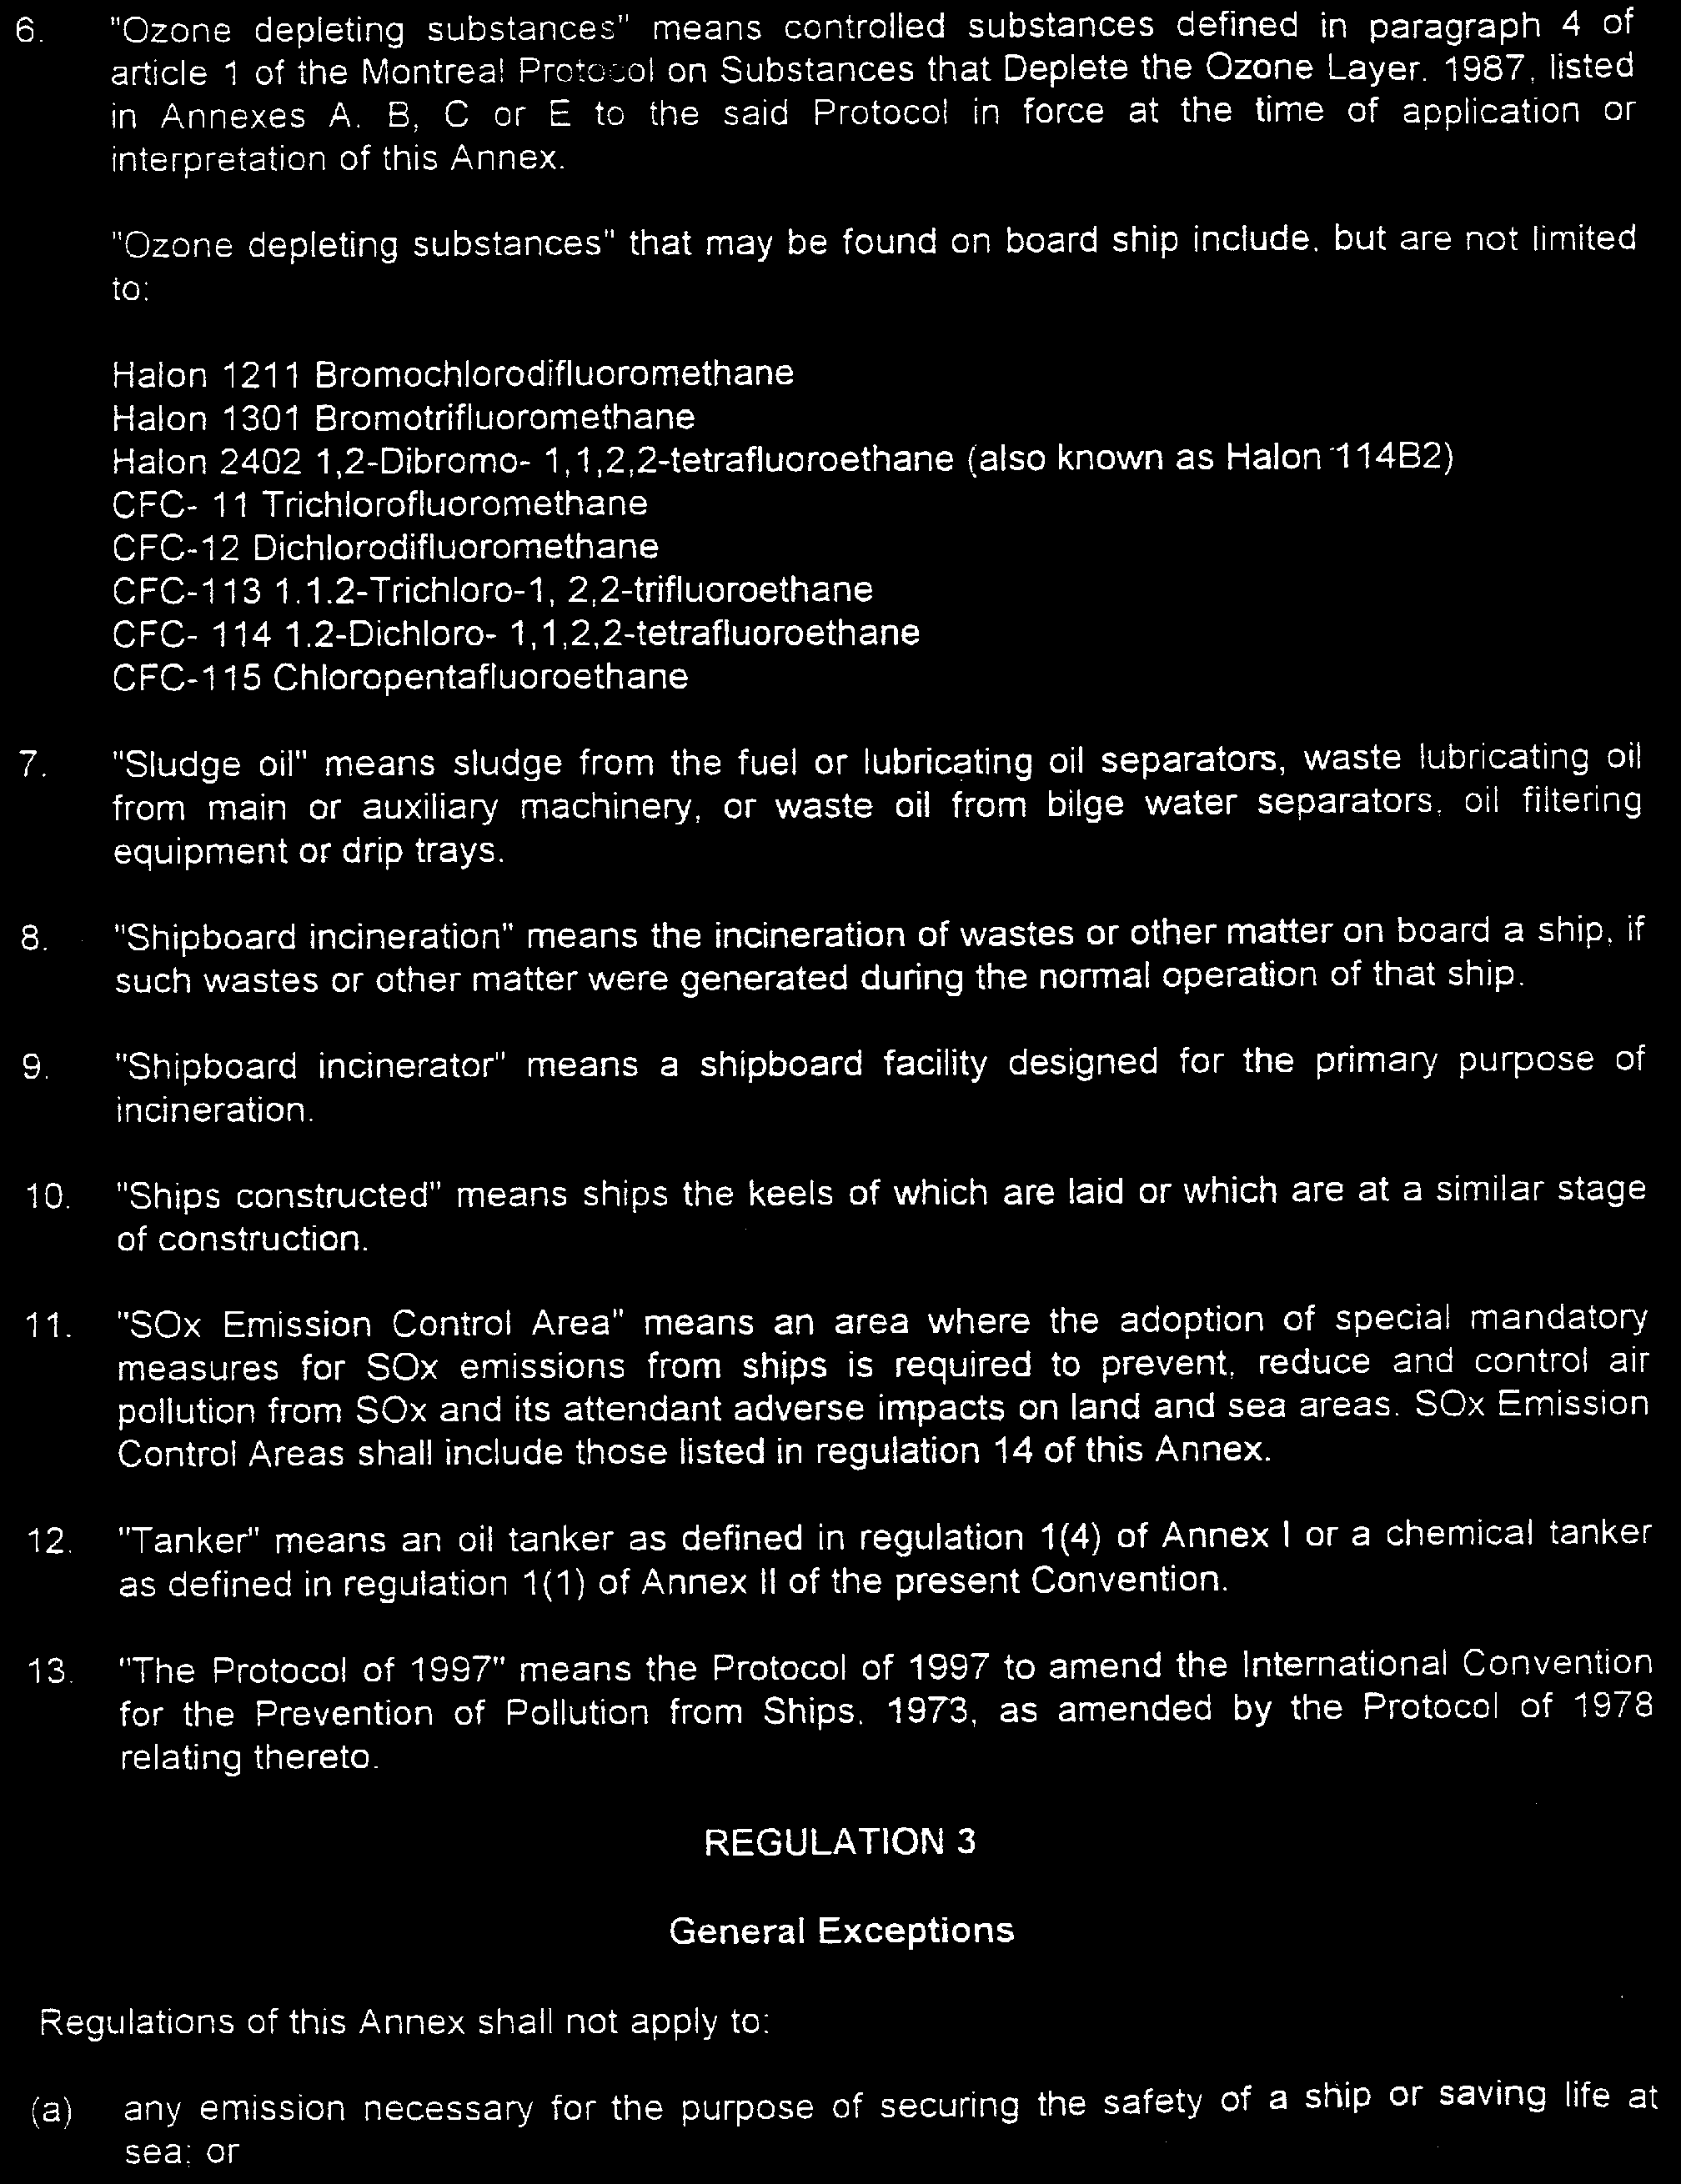 6. "Ozone depleting substances" means controlled substances defined in paragraph 4 of
article 1 of the Montreal Protocol on Substances that Deplete the Ozone Layer. 1987, listed
in Annexes A. B, C or E to the said Protocol in force at the time of application or
interpretation of this Annex.
"Ozone depleting substances" that may be found on board ship include. but are not limited
to:
Halon 1211 Bromochlorodifluoromethane
Halon 1301 Bromotrifluoromethane
Halon 2402 1,2-Dibromo- 1,1,2,2-tetrafluoroethane (also known as Halon 114B2)
CFC- 11 Trichlorofluoromethane
CFC-12 Dichlorodifluoromethane
CFC-113 1.1.2-Trichloro-1, 2,2-trifluoroethane
CFC- 114 1.2-Dichloro- 1,1,2,2-tetrafluoroethane
CFC-115 Chloropentafluoroethane
7. "Sludge oil" means sludge from the fuel or lubricating oil separators, waste lubricating oil
from main or auxiliary machinery, or waste oil from bilge water separators, oil filtering
equipment or drip trays.
8. "Shipboard incineration" means the incineration of wastes or other matter on board a ship, if
such wastes or other matter were generated during the normal operation of that ship.
9. "Shipboard incinerator" means a shipboard facility designed for the primary purpose of
incineration.
10. "Ships constructed" means ships the keels of which are laid or which are at a similar stage
of construction.
11. "SOx Emission Control Area" means an area where the adoption of special mandatory
measures for SOx emissions from ships is required to prevent, reduce and control air
pollution from SOx and its attendant adverse impacts on land and sea areas. SOx Emission
Control Areas shall include those listed in regulation 14 of this Annex.
12. "Tanker" means an oil tanker as defined in regulation 1(4) of Annex I or a chemical tanker
as defined in regulation 1(1) of Annex II of the present Convention.
13. "The Protocol of 1997" means the Protocol of 1997 to amend the International Convention
for the Prevention of Pollution from Ships. 1973, as amended by the Protocol of 1978
relating thereto.
REGULATION 3
General Exceptions
Regulations of this Annex shall not apply to:
(a) any emission necessary for the purpose of securing the safety of a ship or saving life at
sea; or